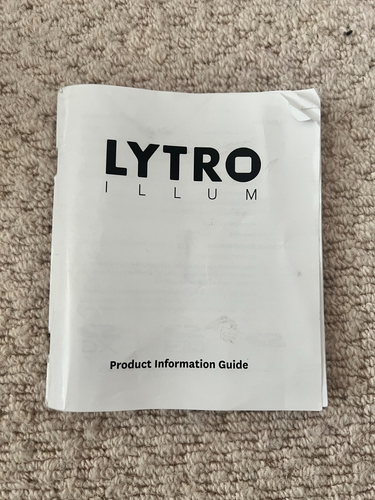 LYTRO
ILLUM
Product Information Guide